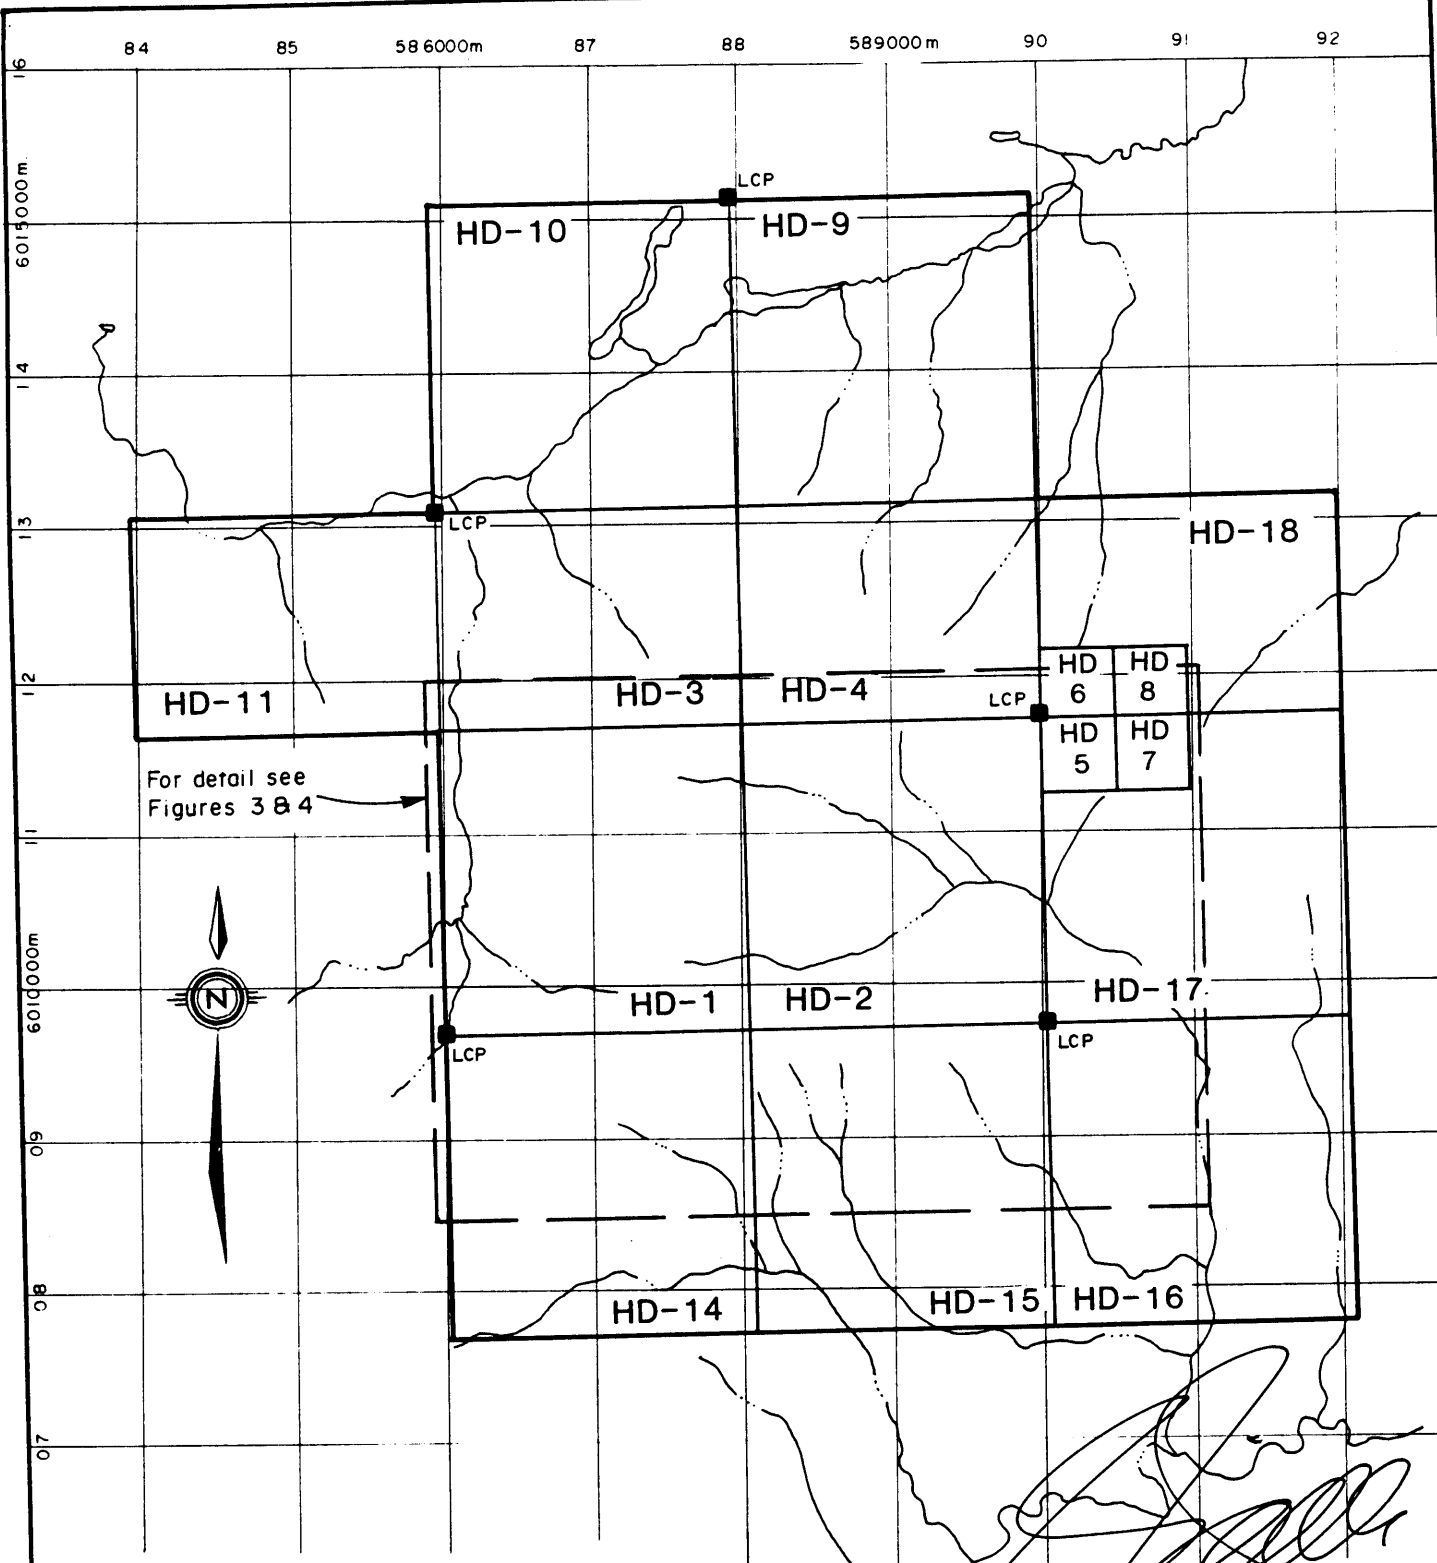 84 85 586000m 87 88 589000m 90 91 92
16
LCP
6015000m
HD-10 HD-9
14
13
LCP
HD-18
12
HD-11
HD-3 HD-4
LCP
HD 6
HD 8
HD 5
HD 7
For detail see
Figures 3 & 4
11
6010000m
N
HD-1 HD-2 HD-17
LCP
LCP
09
08
HD-14 HD-15 HD-16
07